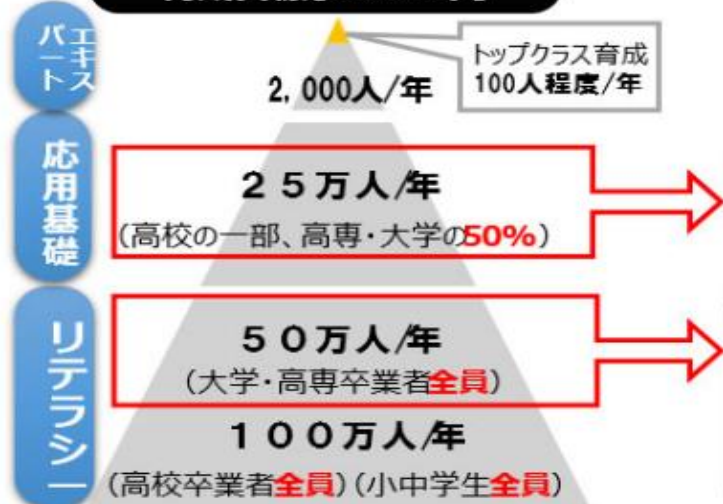 エキスパート
トップクラス育成
100人程度/年
2,000人/年
応用基礎
25万人/年
(高校の一部、高専・大学の50%)
リテラシー
50万人/年
(大学・高専卒業者全員)
100万人/年
(高校卒業者全員)(小中学生全員)